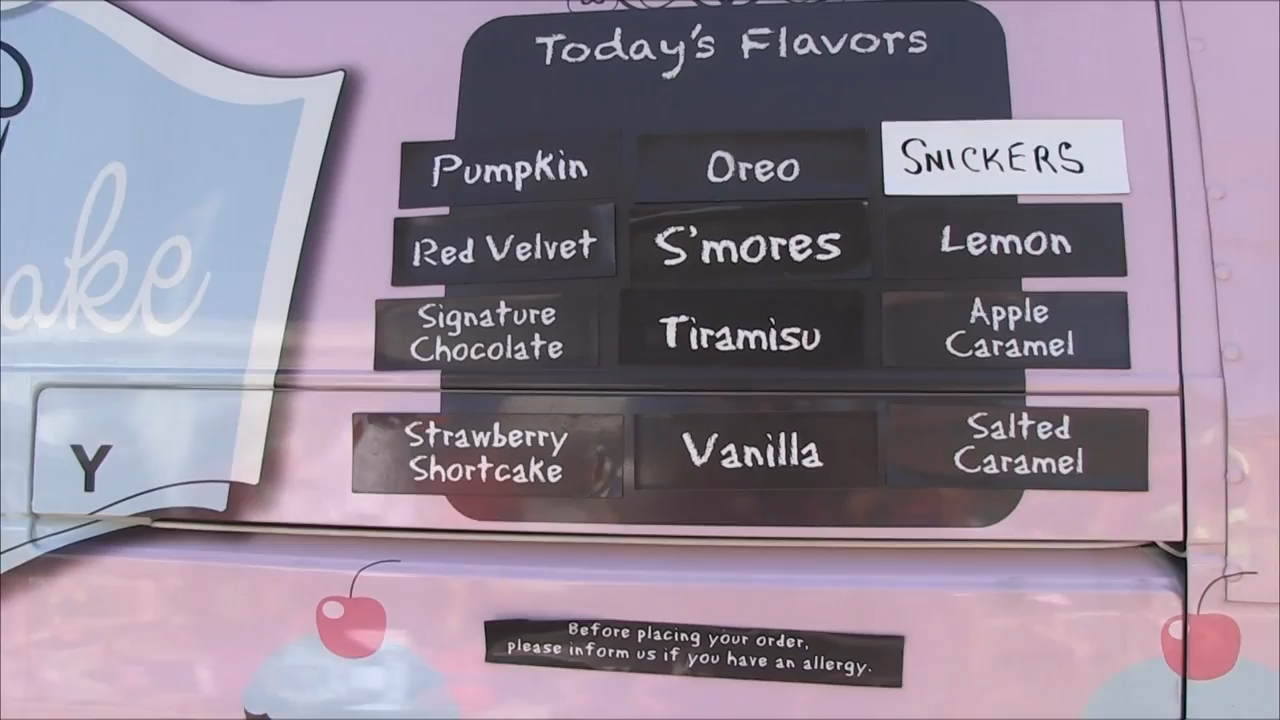 Today's Flavors
Pumpkin
Oreo
SNICKERS
Red Velvet
S'mores
Lemon
Signature
Chocolate
Tiramisu
Apple
Caramel
Strawberry
Shortcake
Vanilla
Salted
Caramel
ake
Y
Before placing your order,
please inform us if you have an allergy.